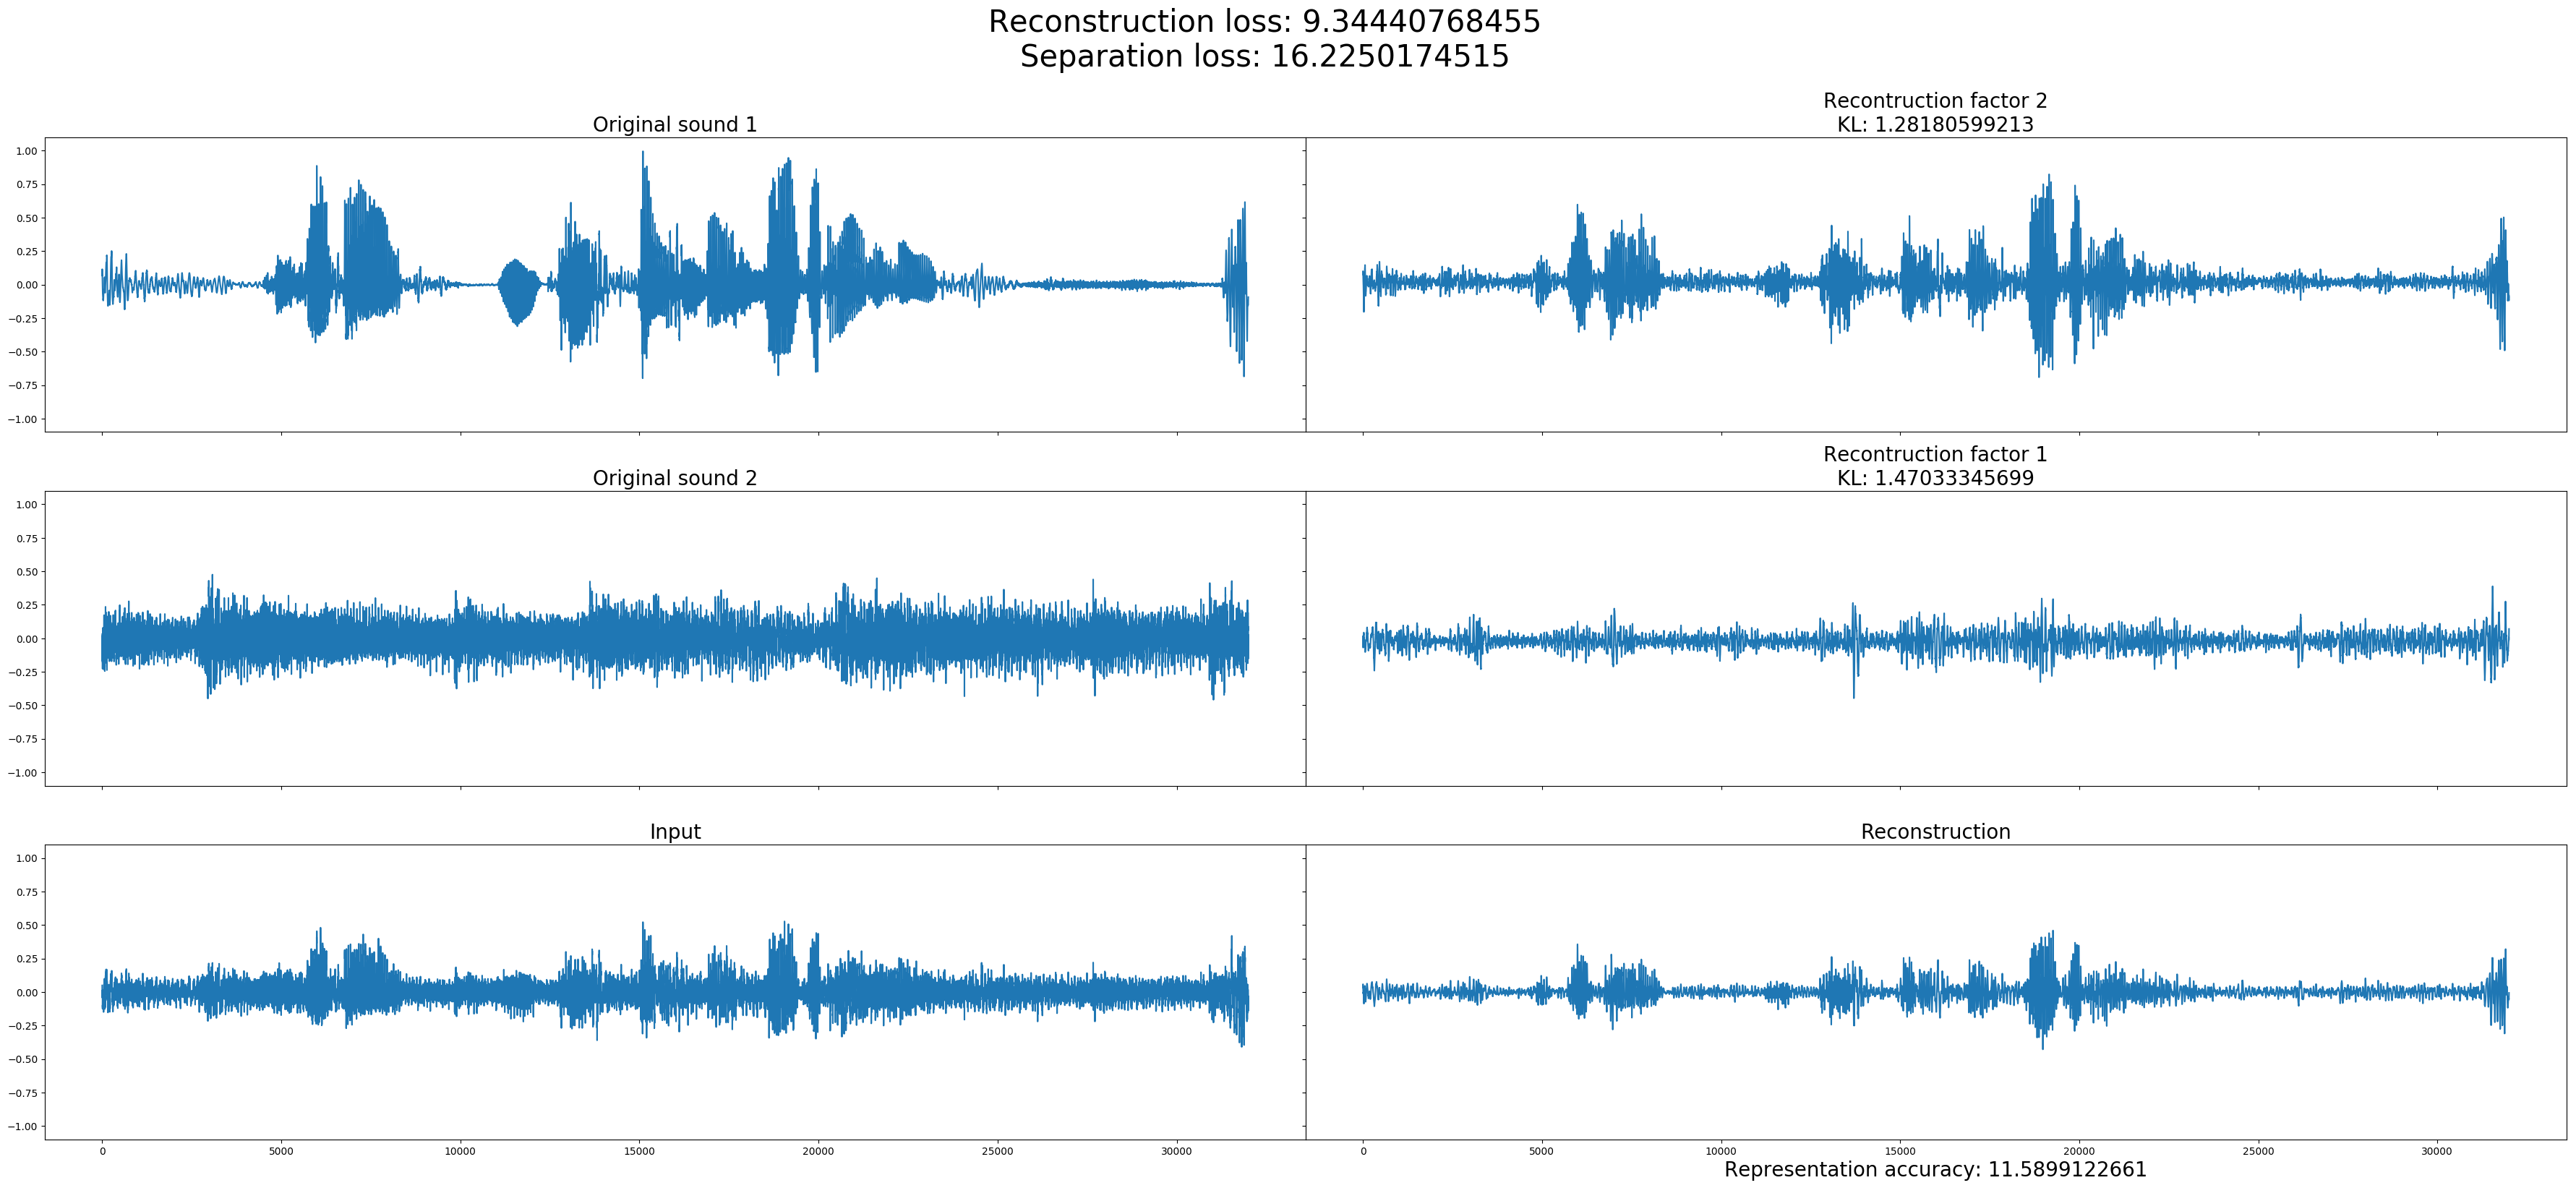 Reconstruction loss: 9.34440768455
Separation loss: 16.2250174515
Original sound 1
1.00
0.75
0.50
0.25
0.00
−0.25
−0.50
−0.75
−1.00
Recontruction factor 2
KL: 1.28180599213
Original sound 2
1.00
0.75
0.50
0.25
0.00
−0.25
−0.50
−0.75
−1.00
Recontruction factor 1
KL: 1.47033345699
Input
1.00
0.75
0.50
0.25
0.00
−0.25
−0.50
−0.75
−1.00
0 5000 10000 15000 20000 25000 30000
Reconstruction
0 5000 10000 15000 20000 25000 30000
Representation accuracy: 11.5899122661